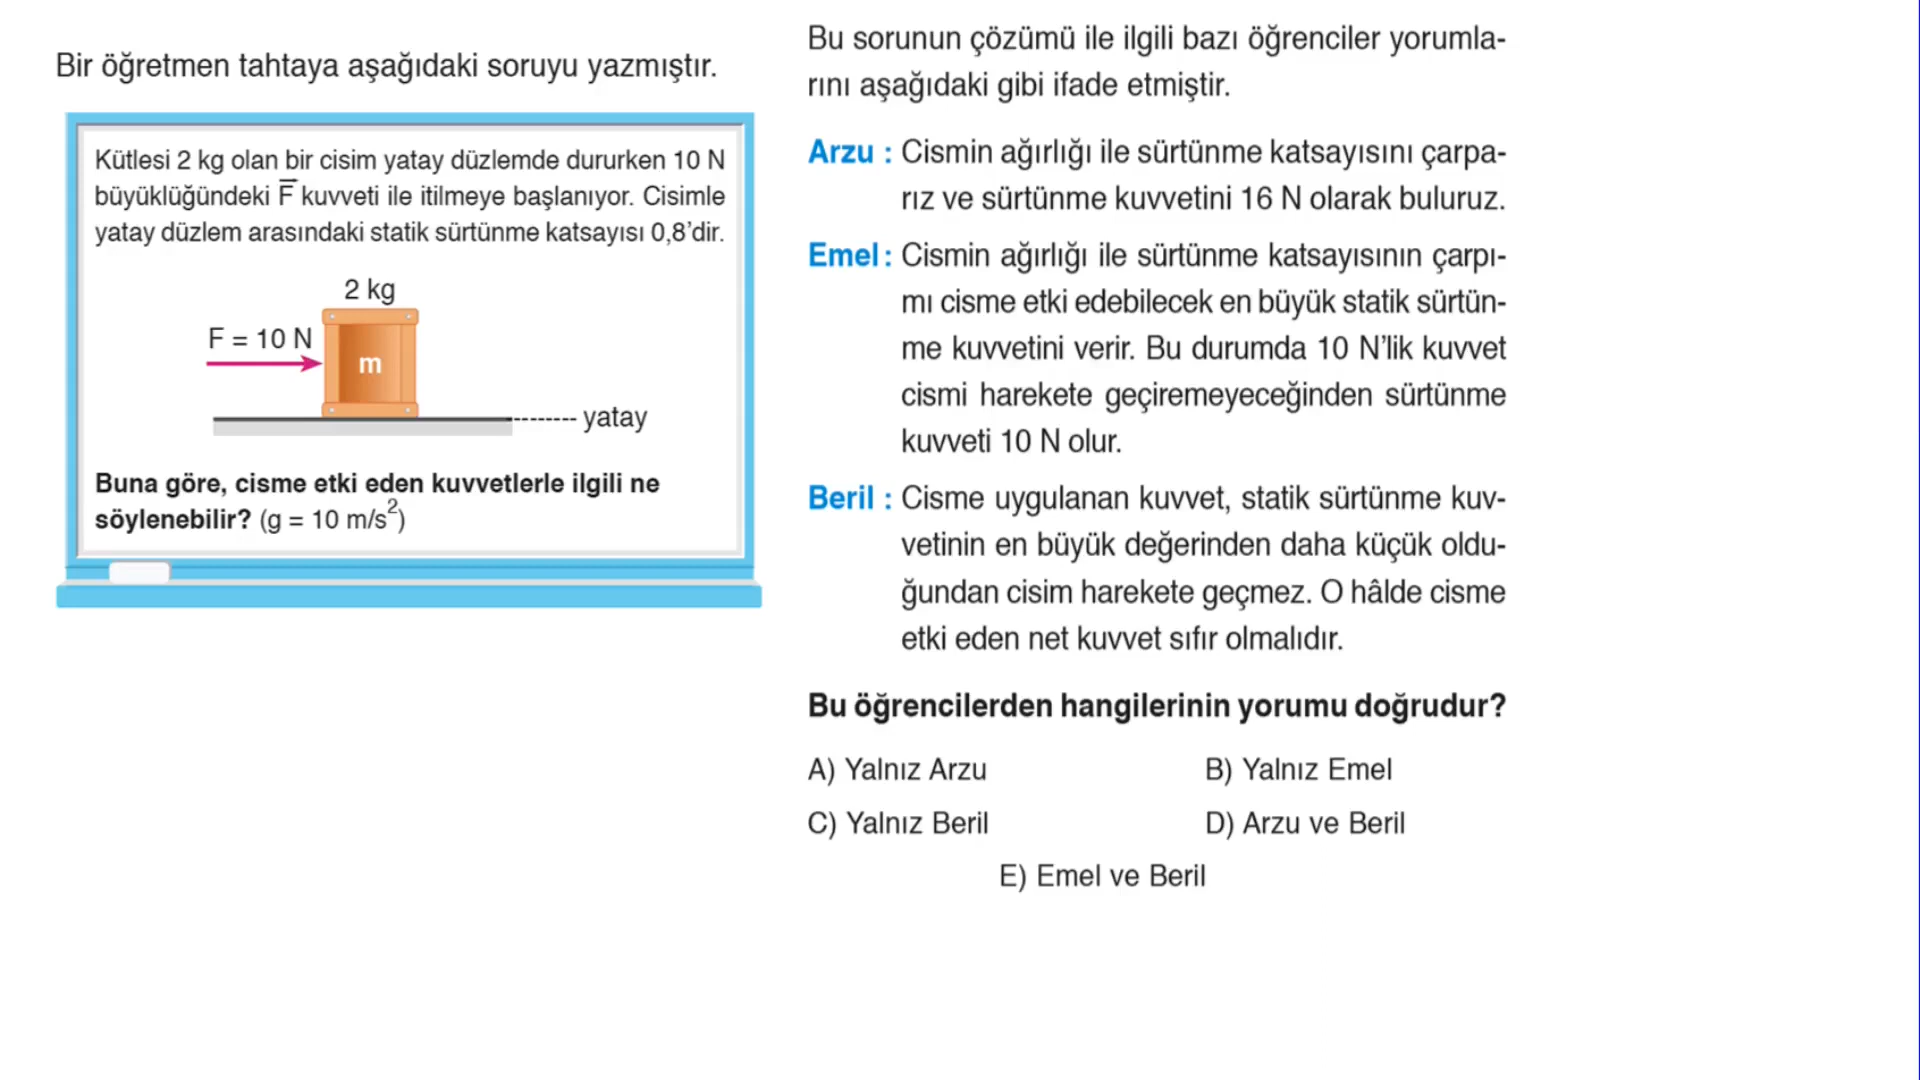 Bir öğretmen tahtaya aşağıdaki soruyu yazmıştır.
Kütlesi 2 kg olan bir cisim yatay düzlemde dururken 10 N
büyüklüğündeki F⃗ kuvveti ile itilmeye başlanıyor. Cisimle
yatay düzlem arasındaki statik sürtünme katsayısı 0,8’dir.
2 kg
F = 10 N
m
yatay
Buna göre, cisme etki eden kuvvetlerle ilgili ne
söylenebilir? (g = 10 m/s²)
Bu sorunun çözümü ile ilgili bazı öğrenciler yorumla-
rını aşağıdaki gibi ifade etmiştir.
Arzu : Cismin ağırlığı ile sürtünme katsayısını çarpa-
rız ve sürtünme kuvvetini 16 N olarak buluruz.
Emel : Cismin ağırlığı ile sürtünme katsayısının çarpı-
mı cisme etki edebilecek en büyük statik sürtün-
me kuvvetini verir. Bu durumda 10 N’lik kuvvet
cismi harekete geçiremeyeceğinden sürtünme
kuvveti 10 N olur.
Beril : Cisme uygulanan kuvvet, statik sürtünme kuv-
vetinin en büyük değerinden daha küçük oldu-
ğundan cisim harekete geçmez. O hâlde cisme
etki eden net kuvvet sıfır olmalıdır.
Bu öğrencilerden hangilerinin yorumu doğrudur?
A) Yalnız Arzu B) Yalnız Emel
C) Yalnız Beril D) Arzu ve Beril
E) Emel ve Beril